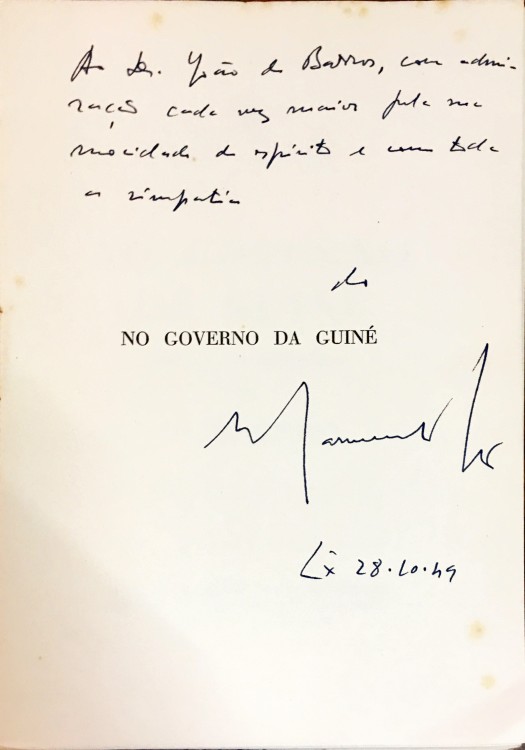 Ao Dr. João de Barros, com admi-
ração cada vez maior pela sua
mocidade de espírito e com toda
a simpatia
do
NO GOVERNO DA GUINÉ
Sarmento
Lx 28.10.49